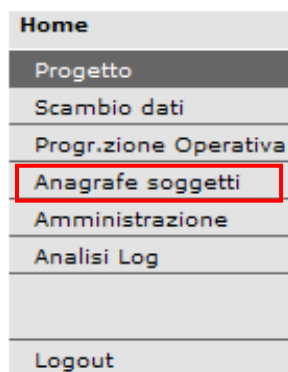 Home
Progetto
Scambio dati
Progr.zione Operativa
Anagrafe soggetti
Amministrazione
Analisi Log
Logout